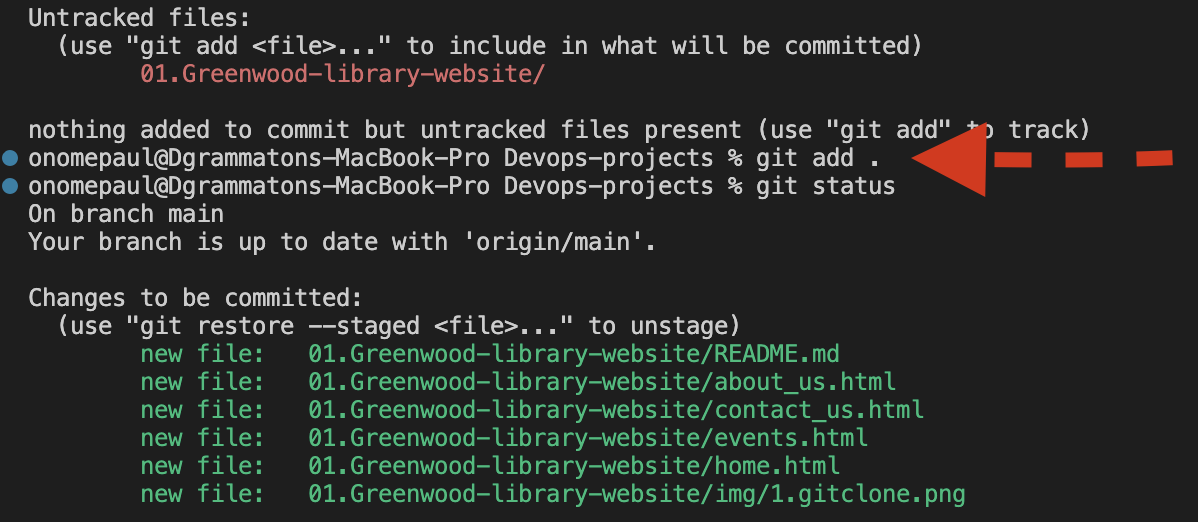 Untracked files:
(use "git add <file>..." to include in what will be committed)
01.Greenwood-library-website/
nothing added to commit but untracked files present (use "git add" to track)
onomepaul@Dgrammatons-MacBook-Pro Devops-projects % git add .
onomepaul@Dgrammatons-MacBook-Pro Devops-projects % git status
On branch main
Your branch is up to date with 'origin/main'.
Changes to be committed:
(use "git restore --staged <file>..." to unstage)
new file:   01.Greenwood-library-website/README.md
new file:   01.Greenwood-library-website/about_us.html
new file:   01.Greenwood-library-website/contact_us.html
new file:   01.Greenwood-library-website/events.html
new file:   01.Greenwood-library-website/home.html
new file:   01.Greenwood-library-website/img/1.gitclone.png